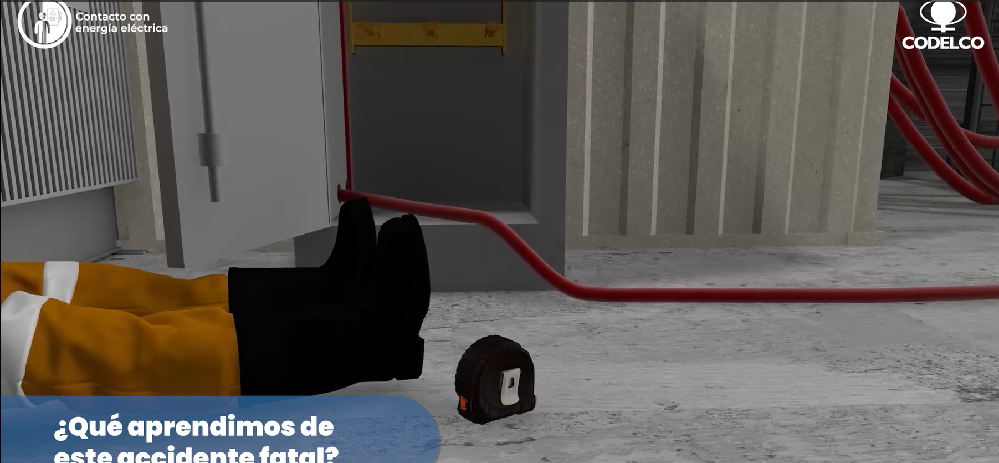 Contacto con
energía eléctrica
CODELCO
¿Qué aprendimos de
este accidente fatal?